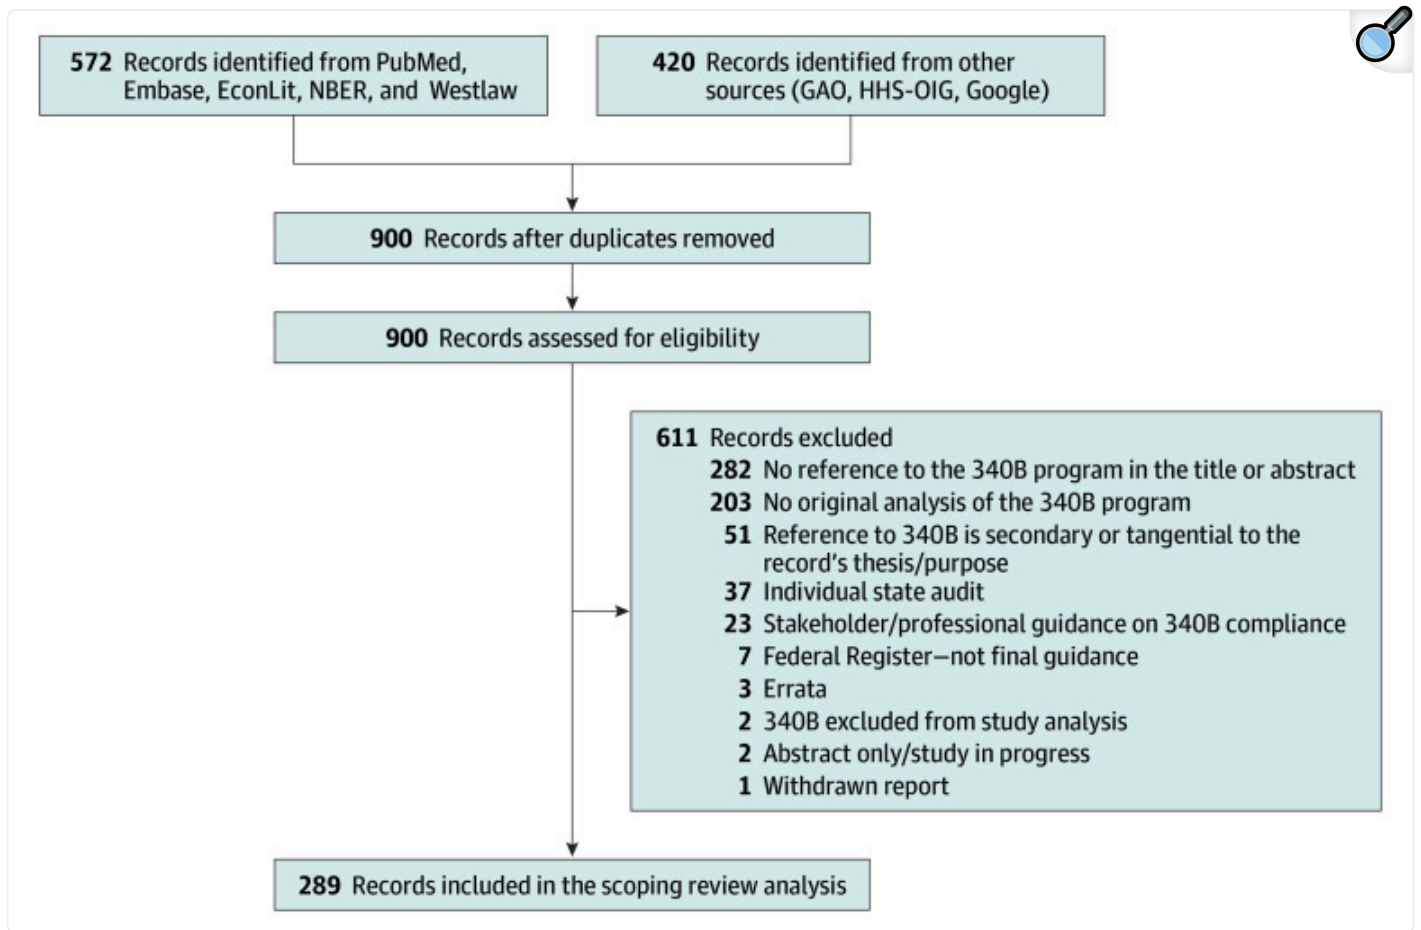 572 Records identified from PubMed,
Embase, EconLit, NBER, and Westlaw
420 Records identified from other
sources (GAO, HHS-OIG, Google)
900 Records after duplicates removed
900 Records assessed for eligibility
611 Records excluded
282 No reference to the 340B program in the title or abstract
203 No original analysis of the 340B program
51 Reference to 340B is secondary or tangential to the
record's thesis/purpose
37 Individual state audit
23 Stakeholder/professional guidance on 340B compliance
7 Federal Register—not final guidance
3 Errata
2 340B excluded from study analysis
2 Abstract only/study in progress
1 Withdrawn report
289 Records included in the scoping review analysis